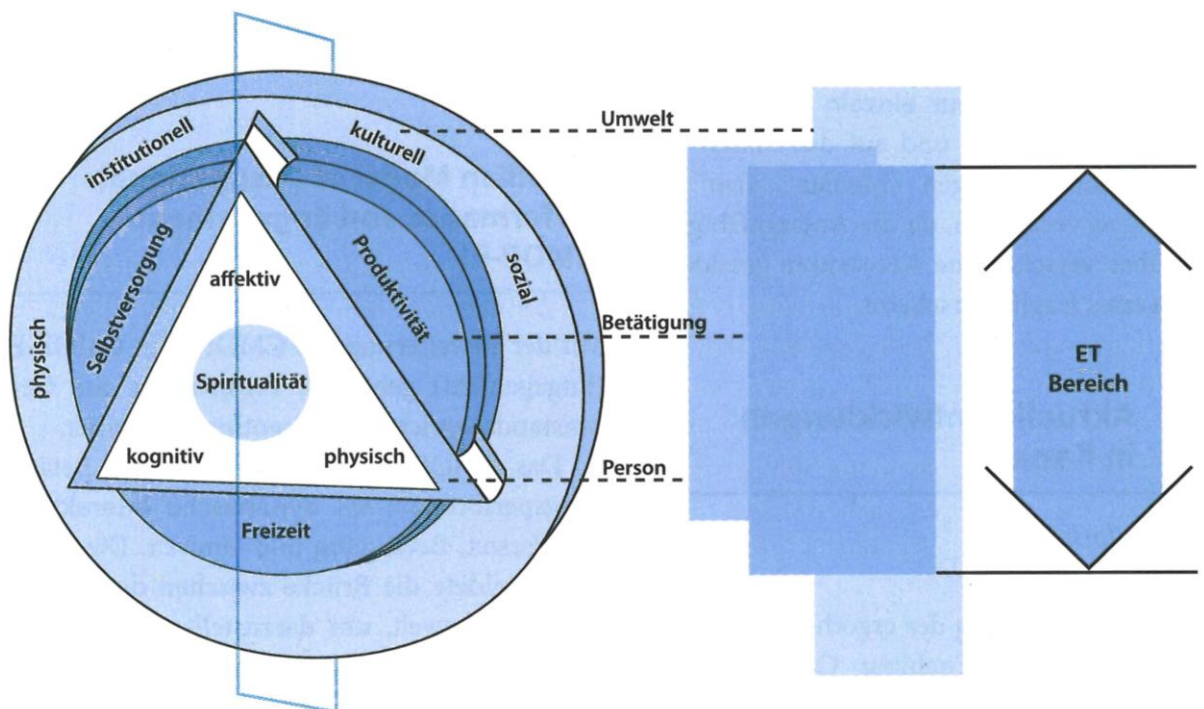 institutionell
kulturell
physisch
sozial
Selbstversorgung
Produktivität
Freizeit
affektiv
Spiritualität
kognitiv
physisch
Umwelt
Betätigung
Person
ET
Bereich